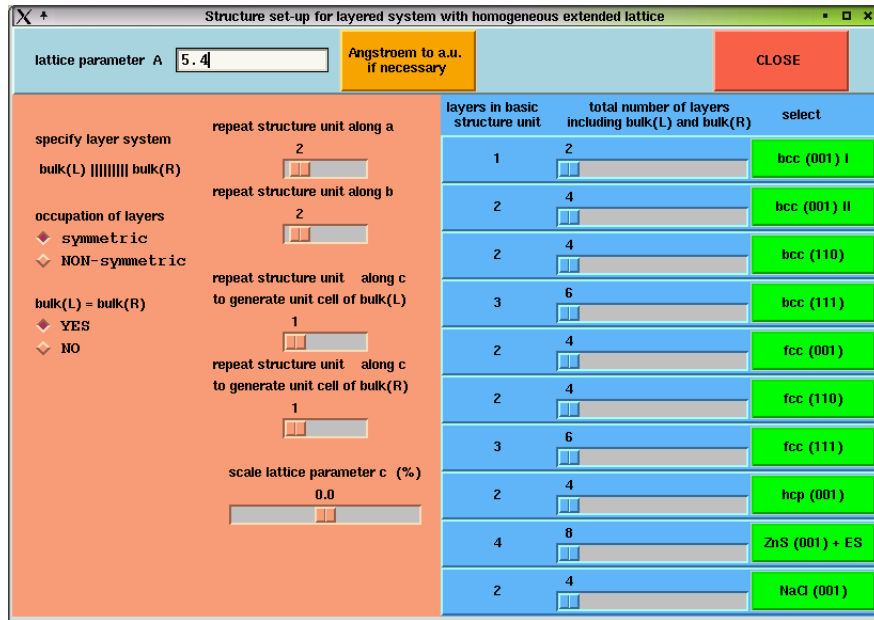 Structure set-up for layered system with homogeneous extended lattice
lattice parameter A 5.4
Angstroem to a.u.
if necessary
CLOSE
specify layer system
bulk(L) ||||||||| bulk(R)
occupation of layers
symmetric
NON-symmetric
bulk(L) = bulk(R)
YES
NO
repeat structure unit along a
2
repeat structure unit along b
2
repeat structure unit along c
to generate unit cell of bulk(L)
1
repeat structure unit along c
to generate unit cell of bulk(R)
1
scale lattice parameter c (%)
0.0
layers in basic
structure unit
total number of layers
including bulk(L) and bulk(R)
select
1 2 bcc (001) I
2 4 bcc (001) II
2 4 bcc (110)
3 6 bcc (111)
2 4 fcc (001)
2 4 fcc (110)
3 6 fcc (111)
2 4 hcp (001)
4 8 ZnS (001) + ES
2 4 NaCl (001)